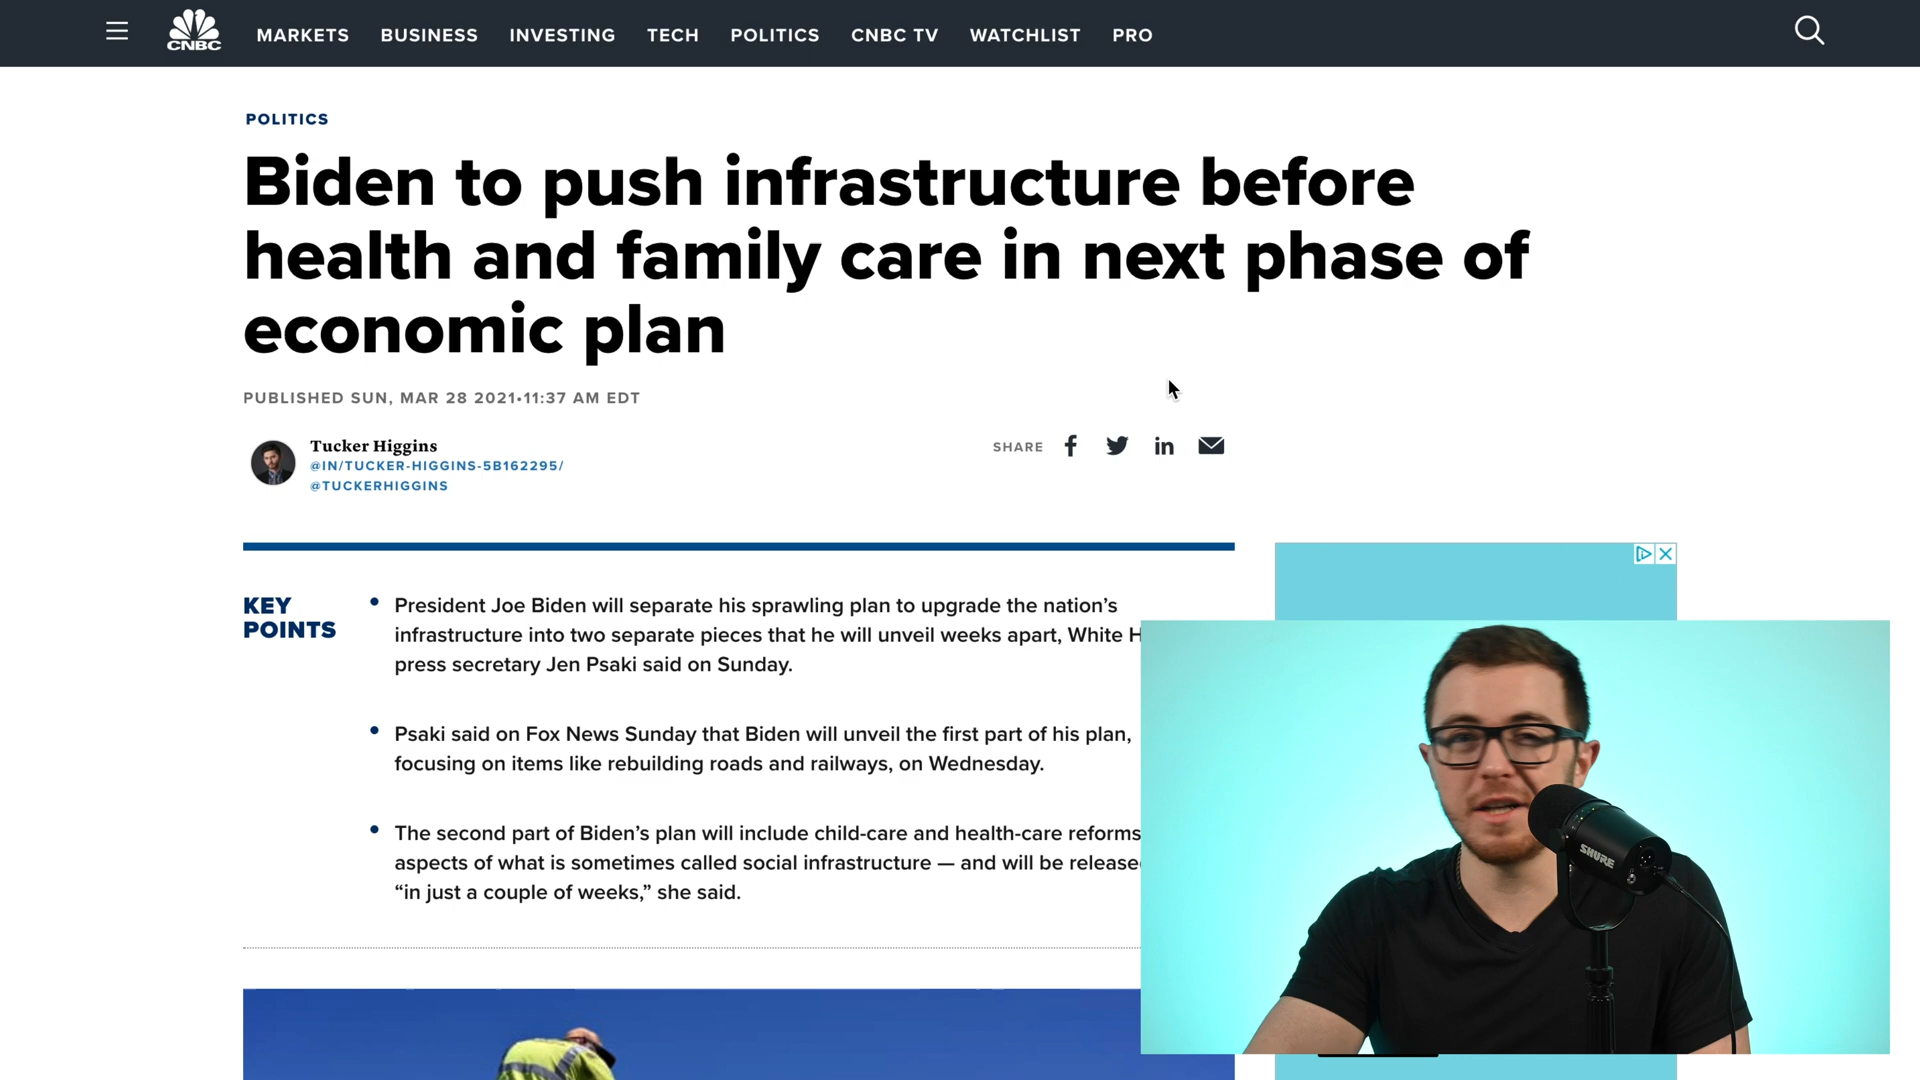 CNBC
MARKETS BUSINESS INVESTING TECH POLITICS CNBC TV WATCHLIST PRO
POLITICS
Biden to push infrastructure before
health and family care in next phase of
economic plan
PUBLISHED SUN, MAR 28 2021•11:37 AM EDT
Tucker Higgins
@IN/TUCKER-HIGGINS-5B162295/
@TUCKERHIGGINS
SHARE
KEY
POINTS
• President Joe Biden will separate his sprawling plan to upgrade the nation’s
infrastructure into two separate pieces that he will unveil weeks apart, White H
press secretary Jen Psaki said on Sunday.
• Psaki said on Fox News Sunday that Biden will unveil the first part of his plan,
focusing on items like rebuilding roads and railways, on Wednesday.
• The second part of Biden’s plan will include child-care and health-care reforms
aspects of what is sometimes called social infrastructure — and will be release
“in just a couple of weeks,” she said.
SHURE